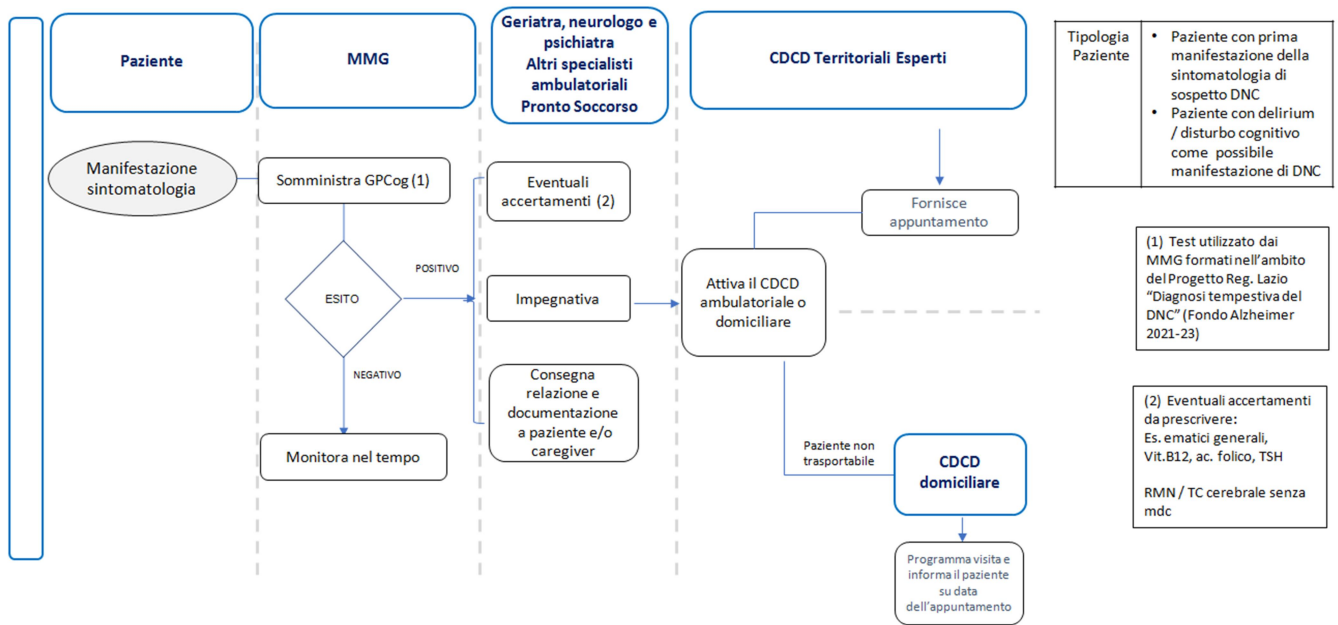 Paziente
MMG
Geriatra, neurologo e
psichiatra
Altri specialisti
ambulatoriali
Pronto Soccorso
CDCD Territoriali Esperti
Tipologia
Paziente
• Paziente con prima
manifestazione della
sintomatologia di
sospetto DNC
• Paziente con delirium
/ disturbo cognitivo
come possibile
manifestazione di DNC
Manifestazione
sintomatologia
Somministra GPCog (1)
Eventuali
accertamenti (2)
Fornisce
appuntamento
ESITO
POSITIVO
Impegnativa
Attiva il CDCD
ambulatoriale o
domiciliare
(1) Test utilizzato dai
MMG formati nell’ambito
del Progetto Reg. Lazio
“Diagnosi tempestiva del
DNC” (Fondo Alzheimer
2021-23)
NEGATIVO
Monitora nel tempo
Consegna
relazione e
documentazione
a paziente e/o
caregiver
Paziente non
trasportabile
CDCD
domiciliare
(2) Eventuali accertamenti
da prescrivere:
Es. ematici generali,
Vit.B12, ac. folico, TSH
RMN / TC cerebrale senza
mdc
Programma visita e
informa il paziente
su data
dell’appuntamento